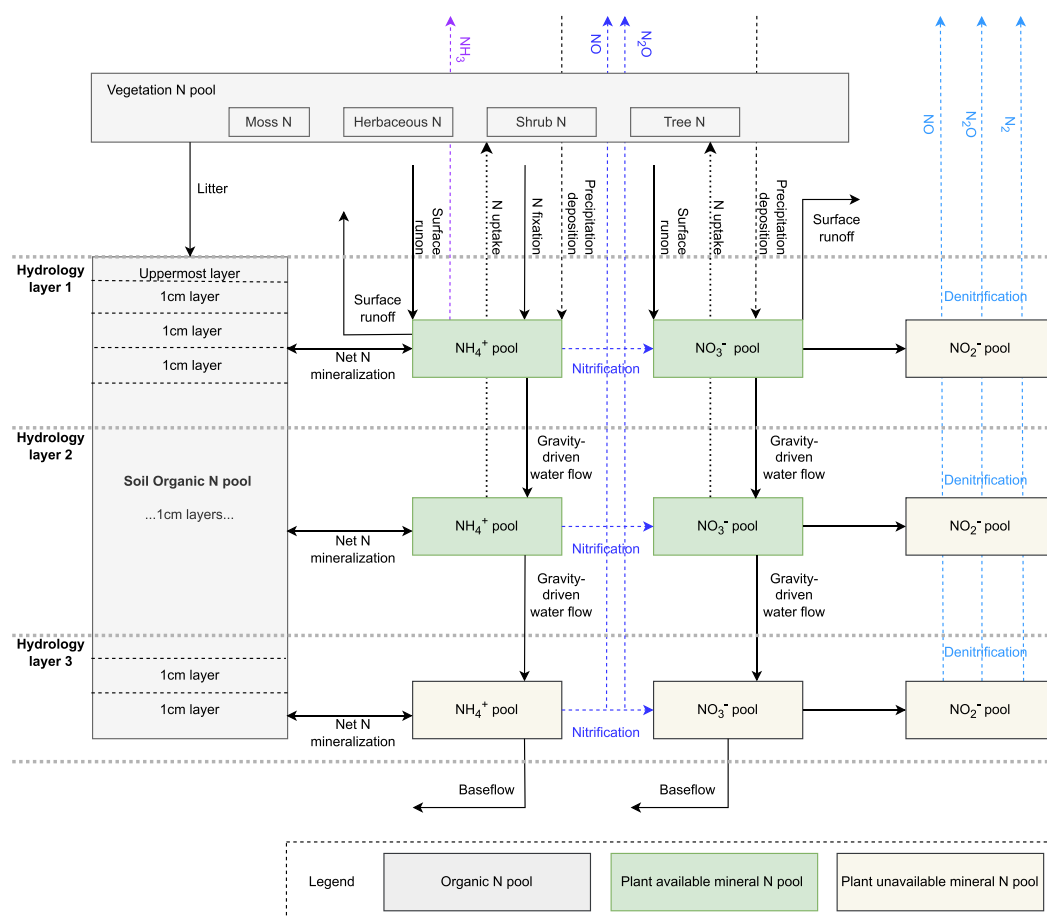 NH₃
NO
N₂O
Vegetation N pool
Moss N
Herbaceous N
Shrub N
Tree N
NO
N₂O
N₂
Litter
Surface
runon
N uptake
N fixation
Precipitation
deposition
Surface
runon
N uptake
Precipitation
deposition
Surface
runoff
Surface
runoff
Hydrology
layer 1
Uppermost layer
1cm layer
1cm layer
1cm layer
Net N
mineralization
NH₄⁺ pool
Nitrification
NO₃⁻ pool
Denitrification
NO₂⁻ pool
Hydrology
layer 2
Gravity-
driven
water flow
Gravity-
driven
water flow
Soil Organic N pool
...1cm layers...
Net N
mineralization
NH₄⁺ pool
Nitrification
NO₃⁻ pool
Denitrification
NO₂⁻ pool
Gravity-
driven
water flow
Gravity-
driven
water flow
Hydrology
layer 3
1cm layer
1cm layer
Net N
mineralization
NH₄⁺ pool
Nitrification
NO₃⁻ pool
Denitrification
NO₂⁻ pool
Baseflow
Baseflow
Legend
Organic N pool
Plant available mineral N pool
Plant unavailable mineral N pool